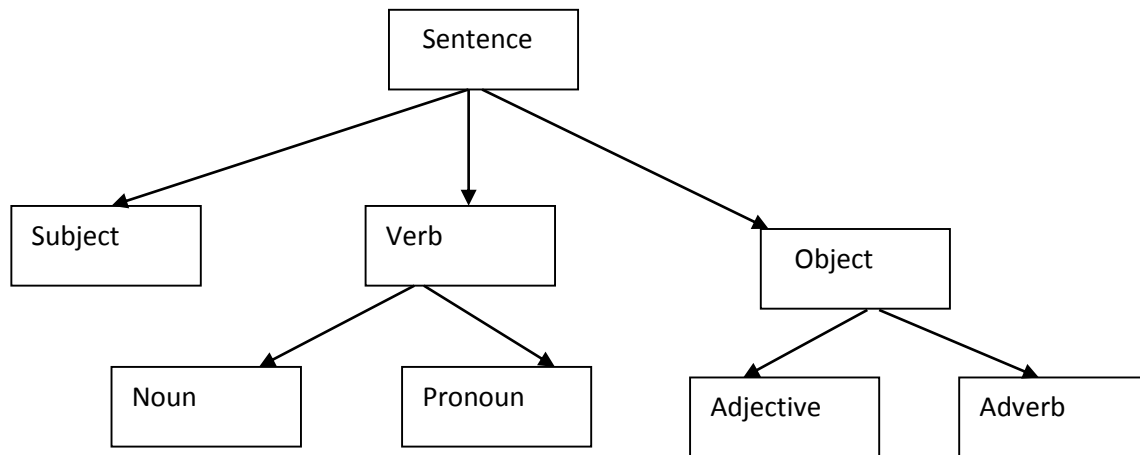 Sentence
Subject
Verb
Object
Noun
Pronoun
Adjective
Adverb